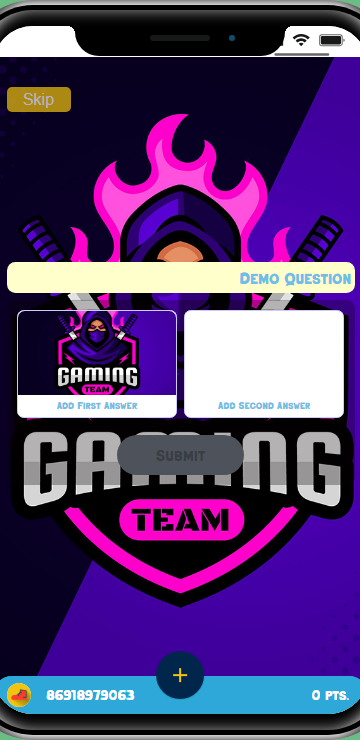 Skip
Demo Question
GAMING
TEAM
Add First Answer
Add Second Answer
Submit
GAMING
TEAM
+
86918979063
0 pts.